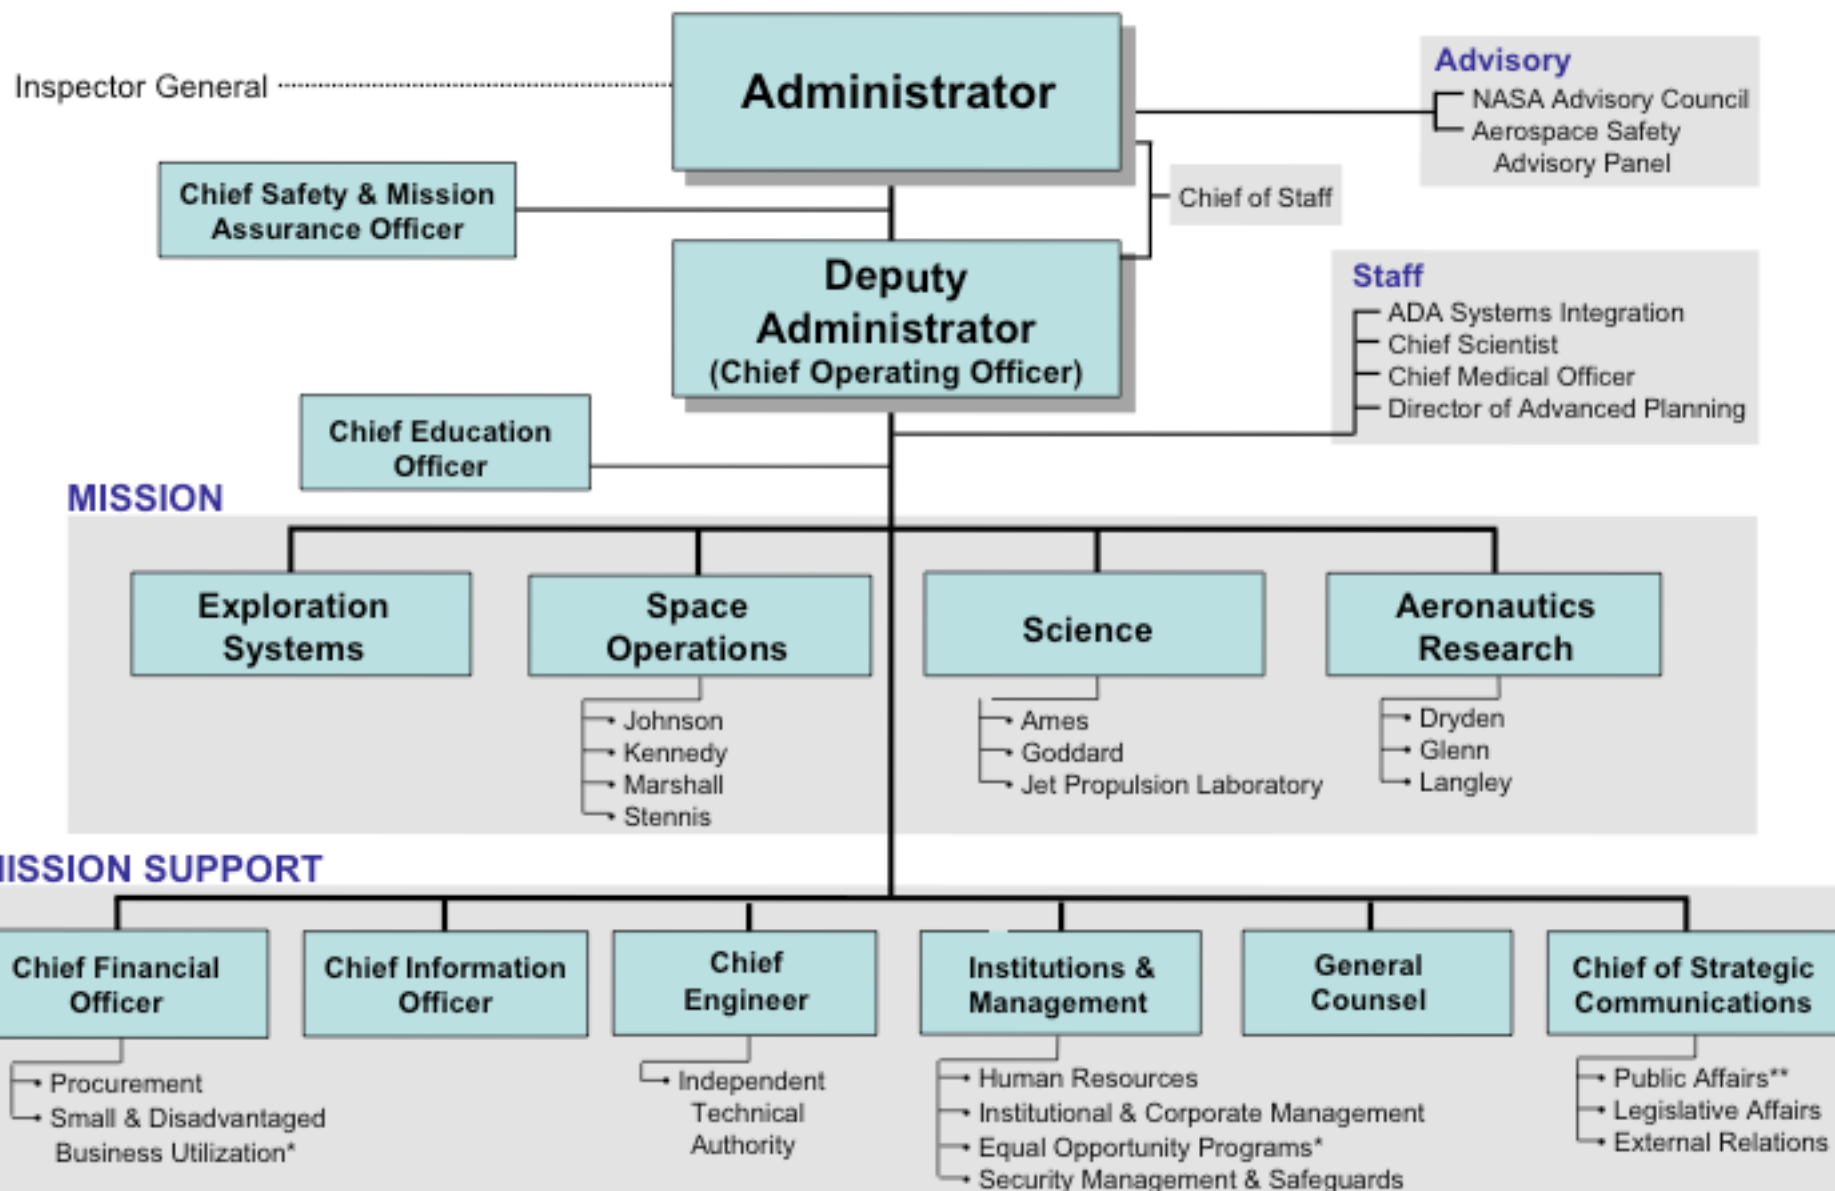 Administrator
Inspector General
Advisory
NASA Advisory Council
Aerospace Safety
Advisory Panel
Chief of Staff
Chief Safety & Mission
Assurance Officer
Deputy
Administrator
(Chief Operating Officer)
Staff
ADA Systems Integration
Chief Scientist
Chief Medical Officer
Director of Advanced Planning
Chief Education
Officer
MISSION
Exploration
Systems
Space
Operations
Johnson
Kennedy
Marshall
Stennis
Science
Ames
Goddard
Jet Propulsion Laboratory
Aeronautics
Research
Dryden
Glenn
Langley
MISSION SUPPORT
Chief Financial
Officer
Procurement
Small & Disadvantaged
Business Utilization*
Chief Information
Officer
Chief
Engineer
Independent
Technical
Authority
Institutions &
Management
Human Resources
Institutional & Corporate Management
Equal Opportunity Programs*
Security Management & Safeguards
General
Counsel
Chief of Strategic
Communications
Public Affairs**
Legislative Affairs
External Relations